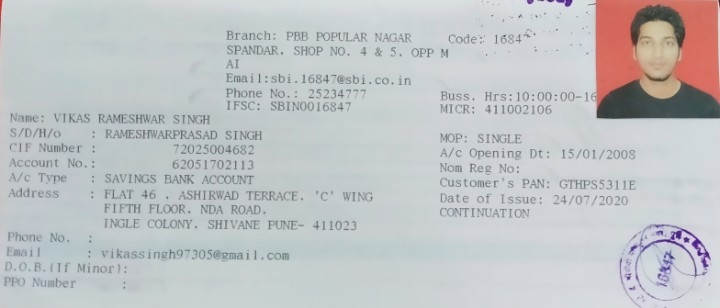 Branch: PBB POPULAR NAGAR
Code: 1684
SPANDAR. SHOP NO. 4 & 5. OPP M
AI
Email:sbi.16847@sbi.co.in
Phone No.: 25234777
Buss. Hrs:10:00:00-16
IFSC: SBIN0016847
MICR: 411002106
Name: VIKAS RAMESHWAR SINGH
S/D/H/o : RAMESHWARPRASAD SINGH
MOP: SINGLE
CIF Number : 72025004682
A/c Opening Dt: 15/01/2008
Account No.: 62051702113
Nom Reg No:
A/c Type : SAVINGS BANK ACCOUNT
Customer's PAN: GTHPS5311E
Address : FLAT 46 . ASHIRWAD TERRACE. 'C' WING
Date of Issue: 24/07/2020
FIFTH FLOOR. NDA ROAD.
CONTINUATION
INGLE COLONY. SHIVANE PUNE- 411023
Phone No. :
Email : vikassingh97305@gmail.com
D.O.B.(If Minor):
PPO Number :
16847